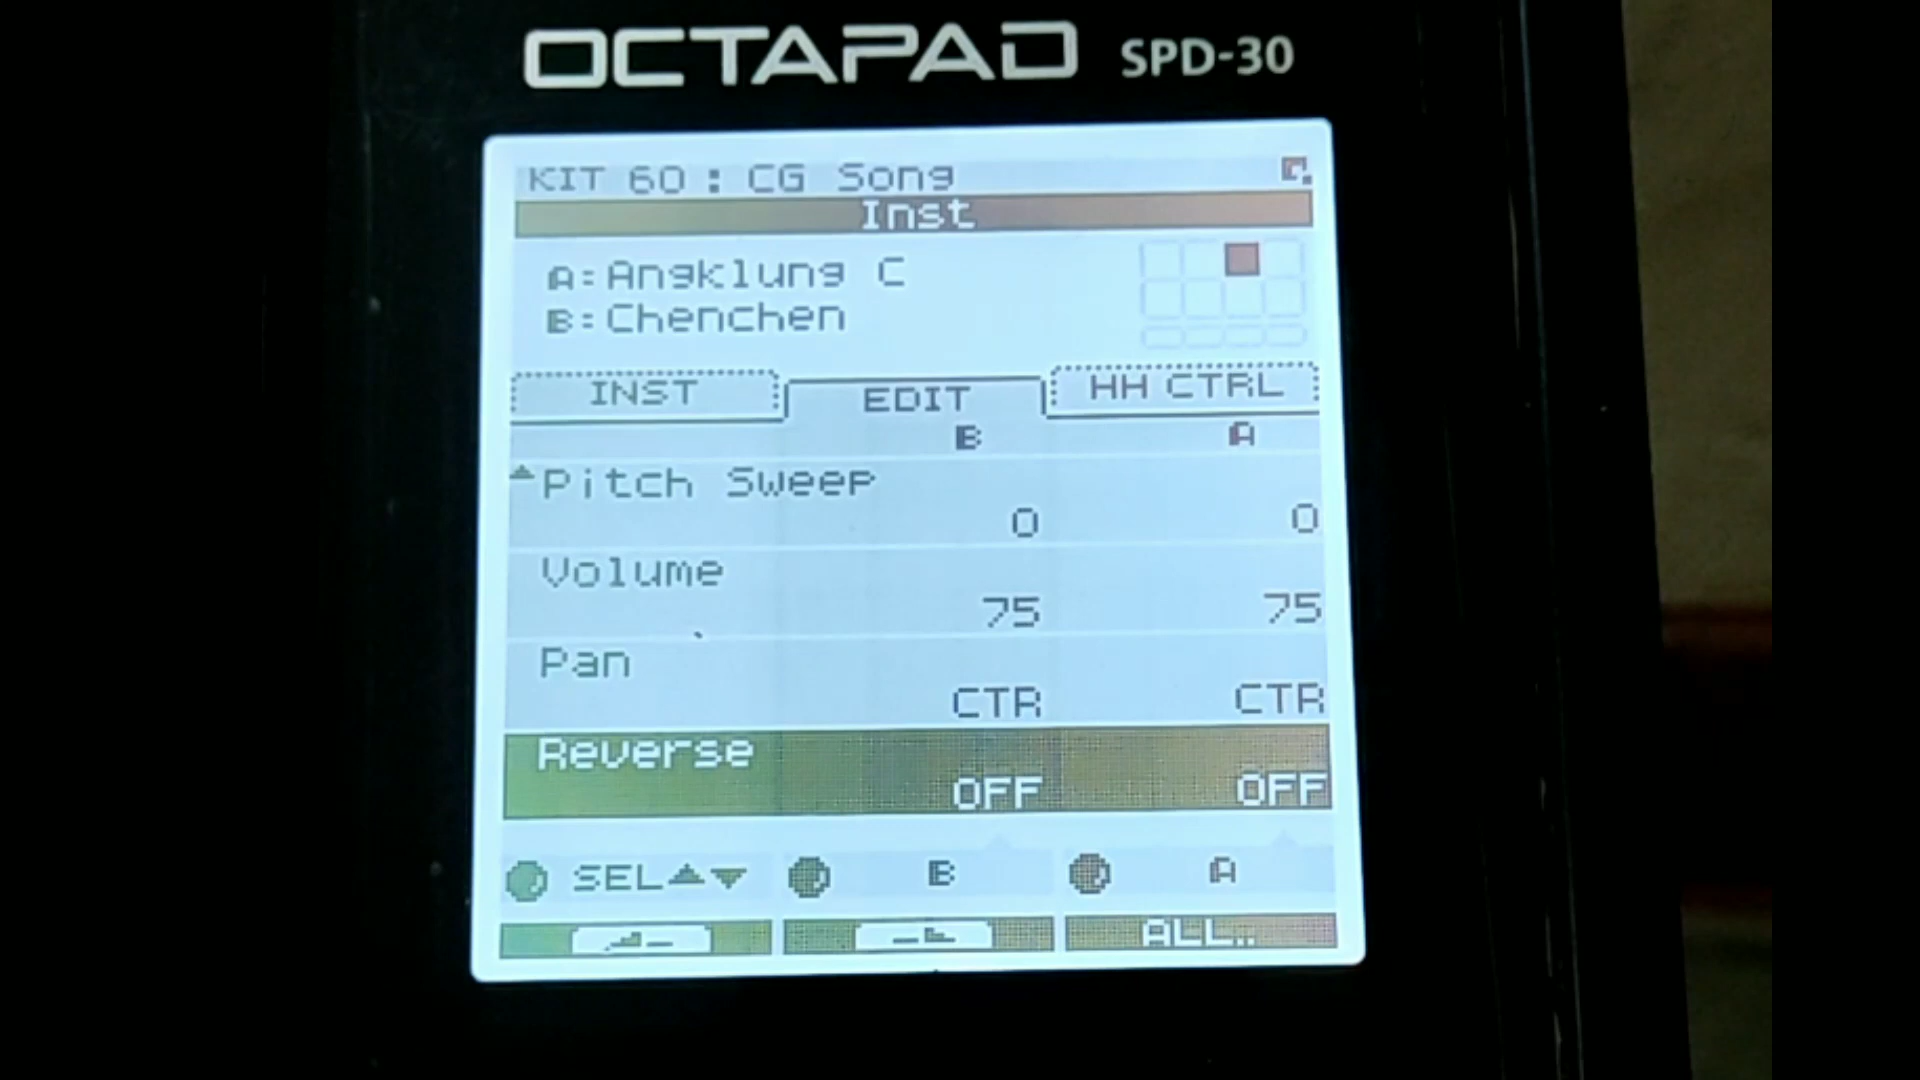 OCTAPAD SPD-30
KIT 60 : CG Song
Inst
A:Angklung C
B:Chenchen
INST EDIT HH CTRL
B A
Pitch Sweep
0 0
Volume
75 75
Pan
CTR CTR
Reverse
OFF OFF
SEL B A
ALL..